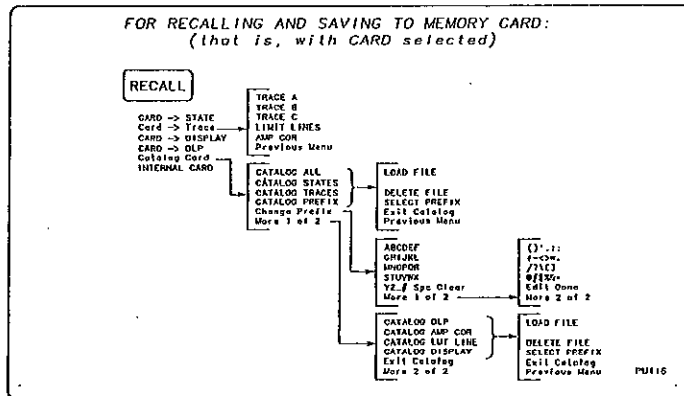 FOR RECALLING AND SAVING TO MEMORY CARD:
(that is, with CARD selected)
RECALL
CARD -> STATE
Card -> Trace
CARD -> DISPLAY
CARD -> DLP
Catalog Card
INTERNAL CARD
TRACE A
TRACE B
TRACE C
LIMIT LINES
AMP COR
Previous Menu
CATALOG ALL
CATALOG STATES
CATALOG TRACES
CATALOG PREFIX
Change Prefix
More 1 of 2
LOAD FILE
DELETE FILE
SELECT PREFIX
Exit Catalog
Previous Menu
ABCDEF
GHIJKL
MNOPQR
STUVWX
YZ_# Spc Clear
More 1 of 2
Edit Done
More 2 of 2
CATALOG DLP
CATALOG AMP COR
CATALOG LMT LINE
CATALOG DISPLAY
Exit Catalog
More 2 of 2
LOAD FILE
DELETE FILE
SELECT PREFIX
Exit Catalog
Previous Menu
PU116